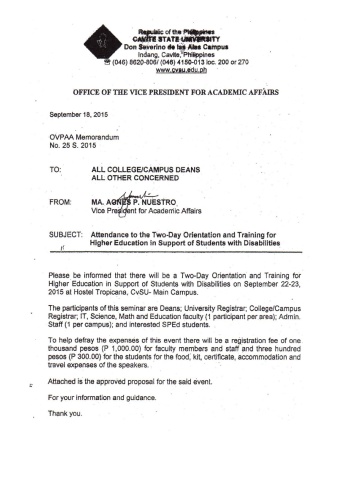 Republic of the Philippines
CAVITE STATE UNIVERSITY
Don Severino de las Alas Campus
Indang, Cavite, Philippines
☎ (046) 8620-806/ (046) 4150-013 loc. 200 or 270
www.cvsu.edu.ph
OFFICE OF THE VICE PRESIDENT FOR ACADEMIC AFFAIRS
September 18, 2015
OVPAA Memorandum
No. 25 S. 2015
TO: ALL COLLEGE/CAMPUS DEANS
ALL OTHER CONCERNED
FROM: MA. AGNES P. NUESTRO
Vice President for Academic Affairs
SUBJECT: Attendance to the Two-Day Orientation and Training for
Higher Education in Support of Students with Disabilities
Please be informed that there will be a Two-Day Orientation and Training for
Higher Education in Support of Students with Disabilities on September 22-23,
2015 at Hostel Tropicana, CvSU- Main Campus.
The participants of this seminar are Deans; University Registrar; College/Campus
Registrar; IT, Science, Math and Education faculty (1 participant per area); Admin.
Staff (1 per campus); and interested SPEd students.
To help defray the expenses of this event there will be a registration fee of one
thousand pesos (P 1,000.00) for faculty members and staff and three hundred
pesos (P 300.00) for the students for the food, kit, certificate, accommodation and
travel expenses of the speakers.
Attached is the approved proposal for the said event.
For your information and guidance.
Thank you.